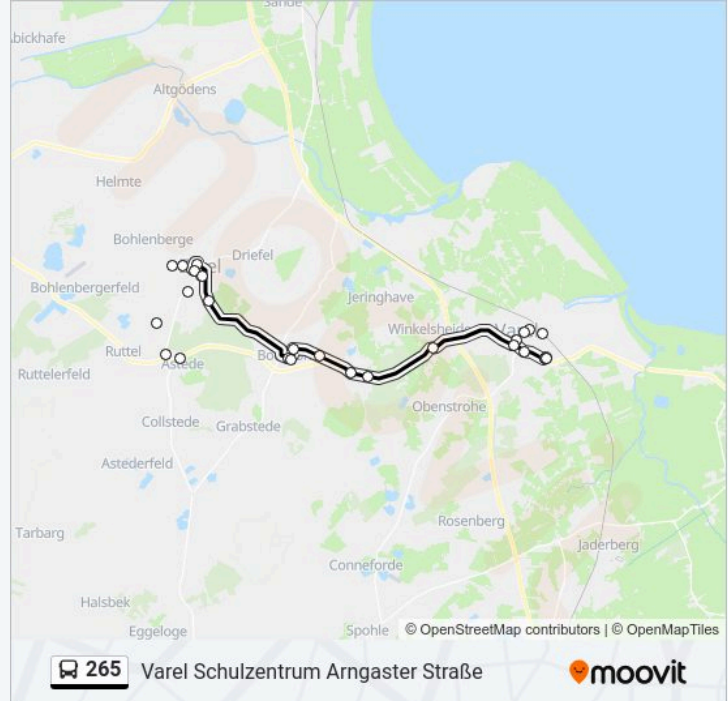 Sande
Abickhafe
Altgödens
Helmte
Bohlenberge
Driefel
Bohlenbergerfeld
Jeringhave
Winkelsheide
Ruttel
Astede
Ruttelerfeld
Obenstrohe
Collstede
Grabstede
Astederfeld
Rosenberg
Tarbarg
Jaderberg
Conneforde
Halsbek
Eggeloge
Spohle
© OpenStreetMap contributors | © OpenMapTiles
265 Varel Schulzentrum Arngaster Straße
moovit